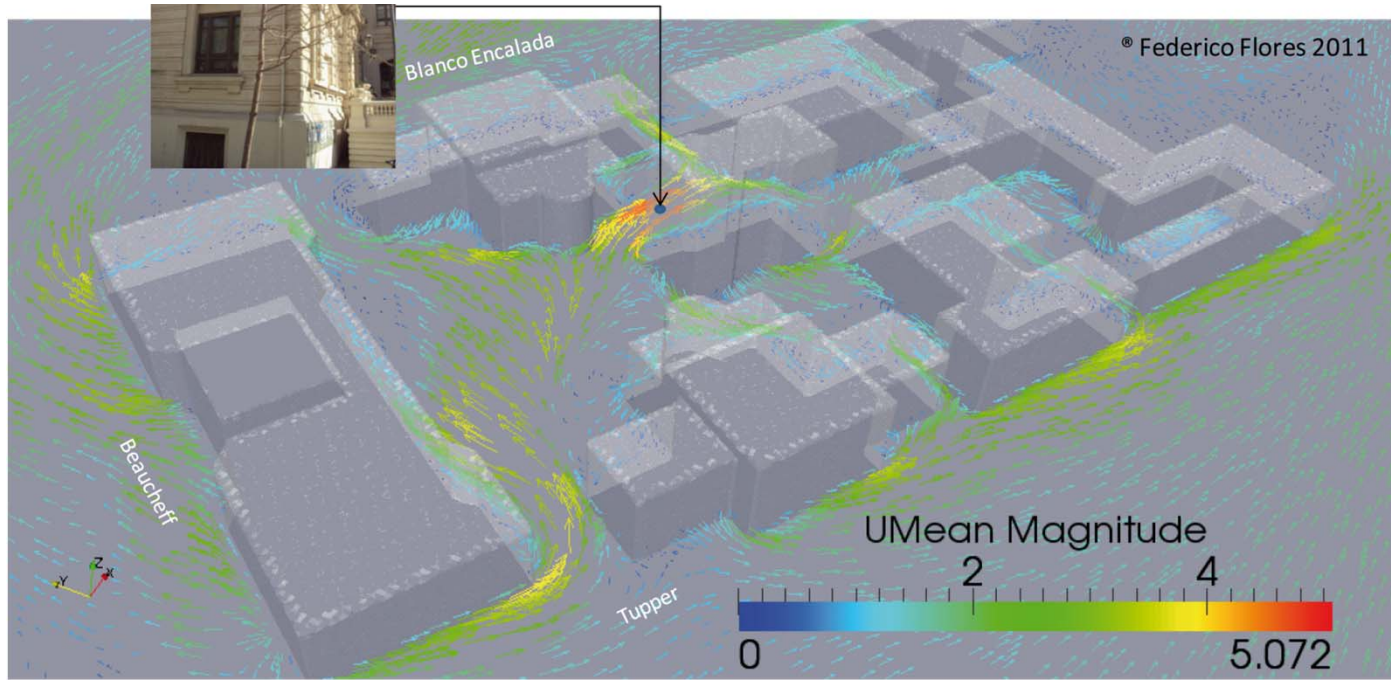 Blanco Encalada
® Federico Flores 2011
Beaucheff
Tupper
Z
Y
X
UMean Magnitude
2
4
0
5.072